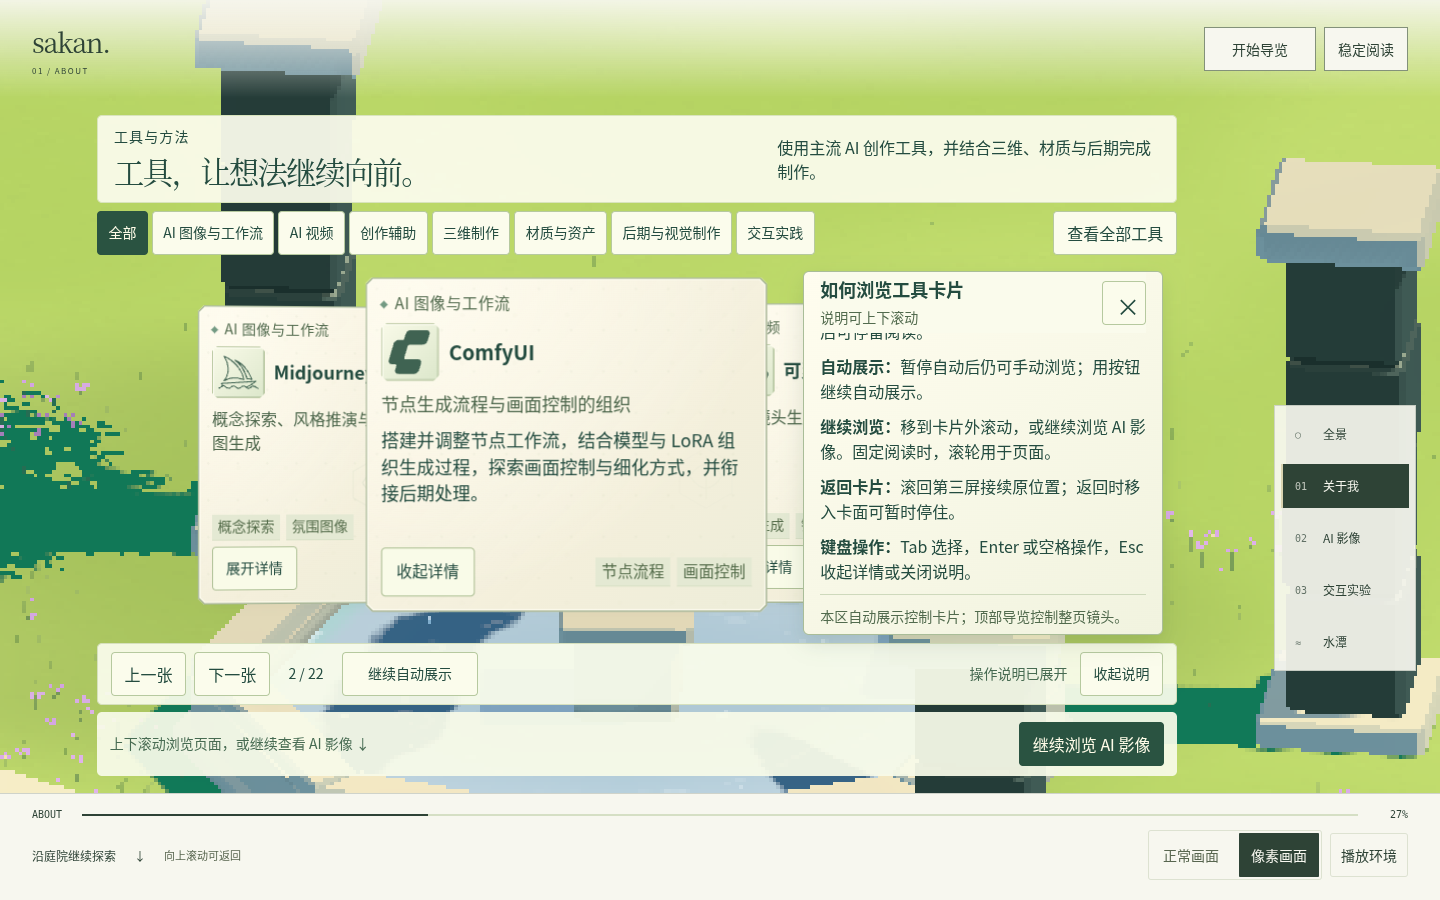 sakan.
01 / ABOUT
开始导览
稳定阅读
工具与方法
工具，让想法继续向前。
使用主流 AI 创作工具，并结合三维、材质与后期完成
制作。
全部
AI 图像与工作流
AI 视频
创作辅助
三维制作
材质与资产
后期与视觉制作
交互实践
查看全部工具
AI 图像与工作流
Midjourne
概念探索、风格推演与
图生成
概念探索
氛围图像
展开详情
AI 图像与工作流
ComfyUI
节点生成流程与画面控制的组织
搭建并调整节点工作流，结合模型与 LoRA 组
织生成过程，探索画面控制与细化方式，并衔
接后期处理。
收起详情
节点流程
画面控制
频
可
镜头生
成
详情
如何浏览工具卡片
说明可上下滚动
后可停留阅读。
自动展示：暂停自动后仍可手动浏览；用按钮
继续自动展示。
继续浏览：移到卡片外滚动，或继续浏览 AI 影
像。固定阅读时，滚轮用于页面。
返回卡片：滚回第三屏接续原位置；返回时移
入卡面可暂时停住。
键盘操作：Tab 选择，Enter 或空格操作，Esc
收起详情或关闭说明。
本区自动展示控制卡片；顶部导览控制整页镜头。
全景
01 关于我
02 AI 影像
03 交互实验
≈ 水潭
上一张
下一张
2 / 22
继续自动展示
操作说明已展开
收起说明
上下滚动浏览页面，或继续查看 AI 影像 ↓
继续浏览 AI 影像
ABOUT
27%
沿庭院继续探索 ↓ 向上滚动可返回
正常画面
像素画面
播放环境